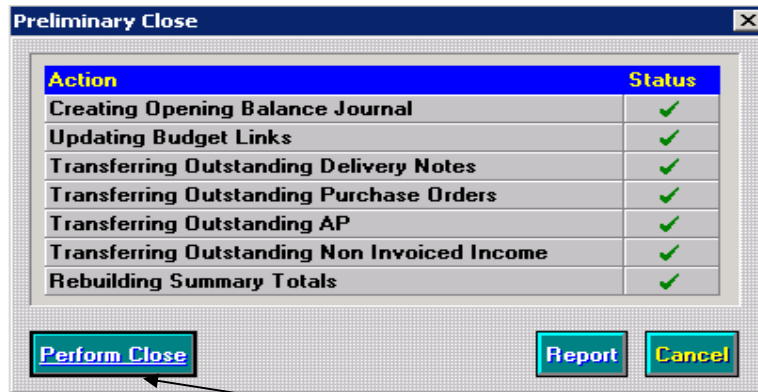 Preliminary Close
Action Status
Creating Opening Balance Journal
Updating Budget Links
Transferring Outstanding Delivery Notes
Transferring Outstanding Purchase Orders
Transferring Outstanding AP
Transferring Outstanding Non Invoiced Income
Rebuilding Summary Totals
Perform Close Report Cancel